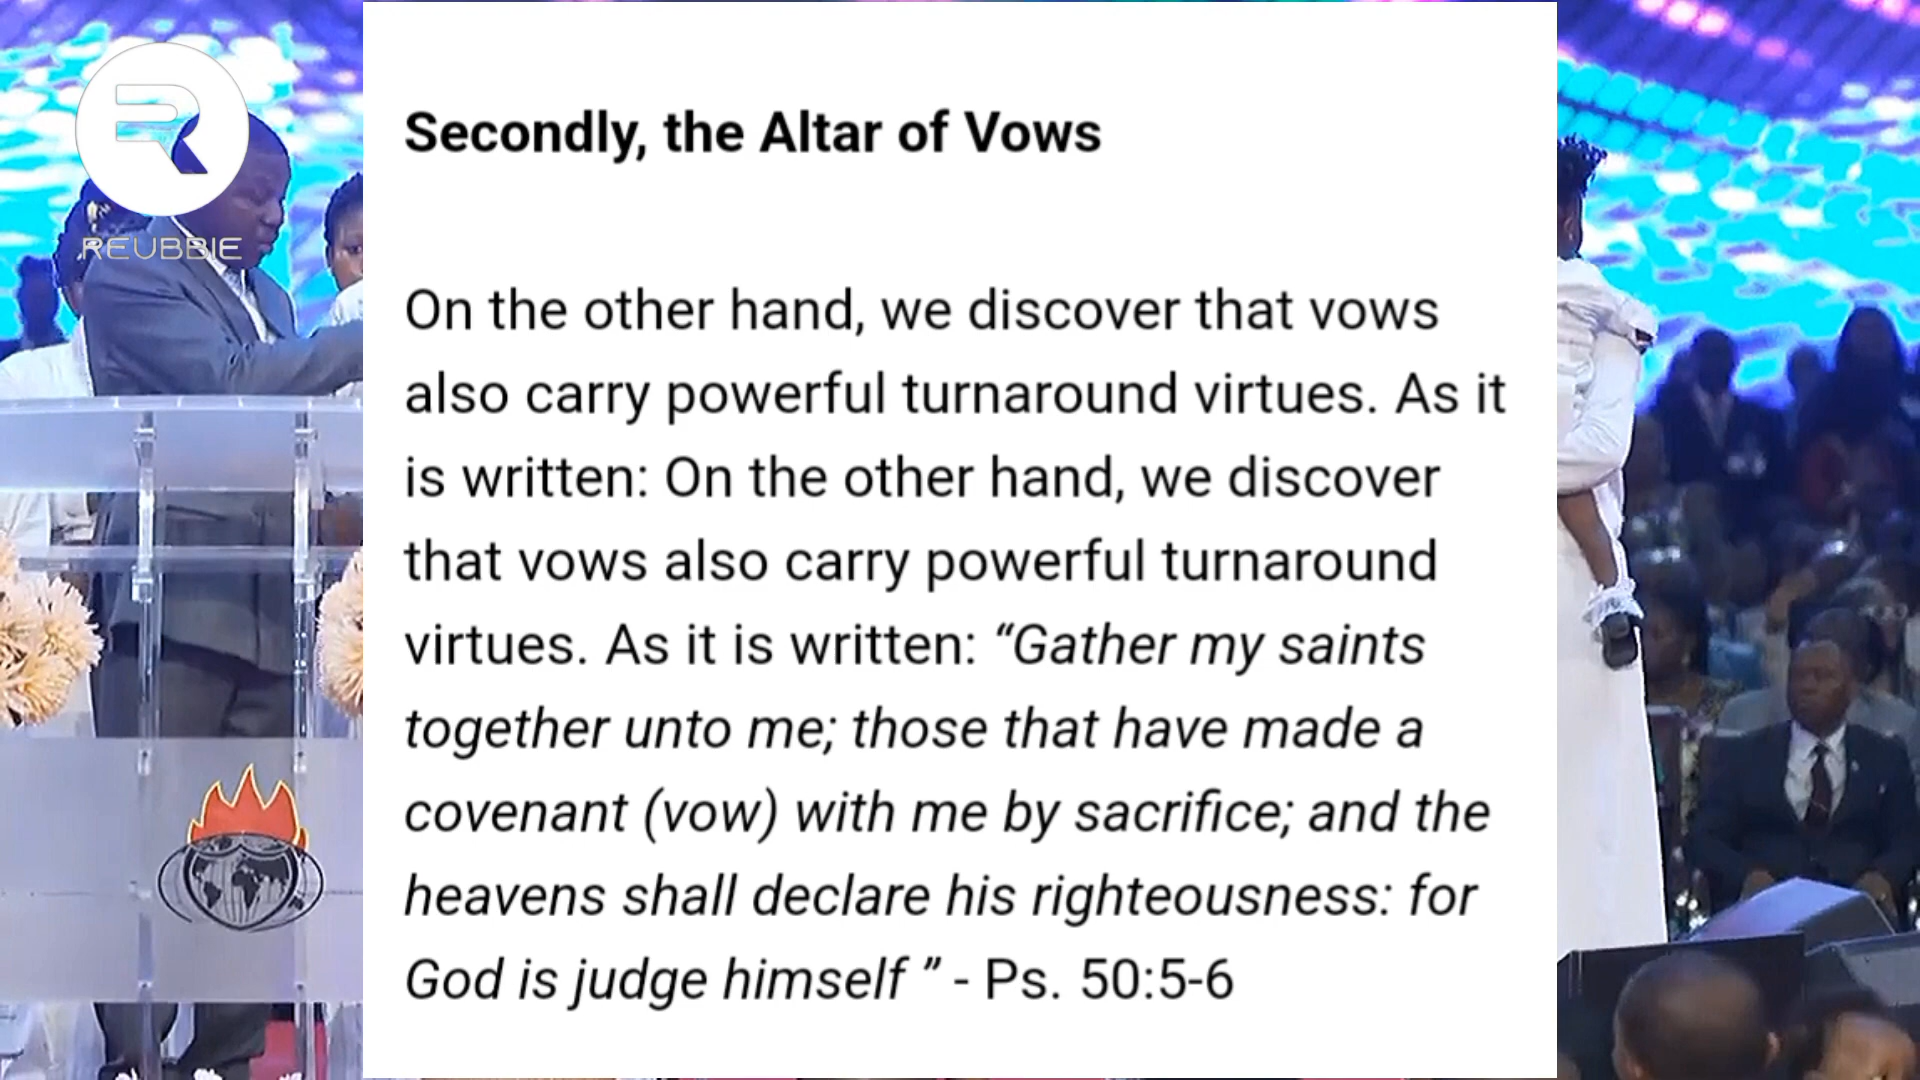 REUBBIE
Secondly, the Altar of Vows
On the other hand, we discover that vows
also carry powerful turnaround virtues. As it
is written: On the other hand, we discover
that vows also carry powerful turnaround
virtues. As it is written: “Gather my saints
together unto me; those that have made a
covenant (vow) with me by sacrifice; and the
heavens shall declare his righteousness: for
God is judge himself ” - Ps. 50:5-6